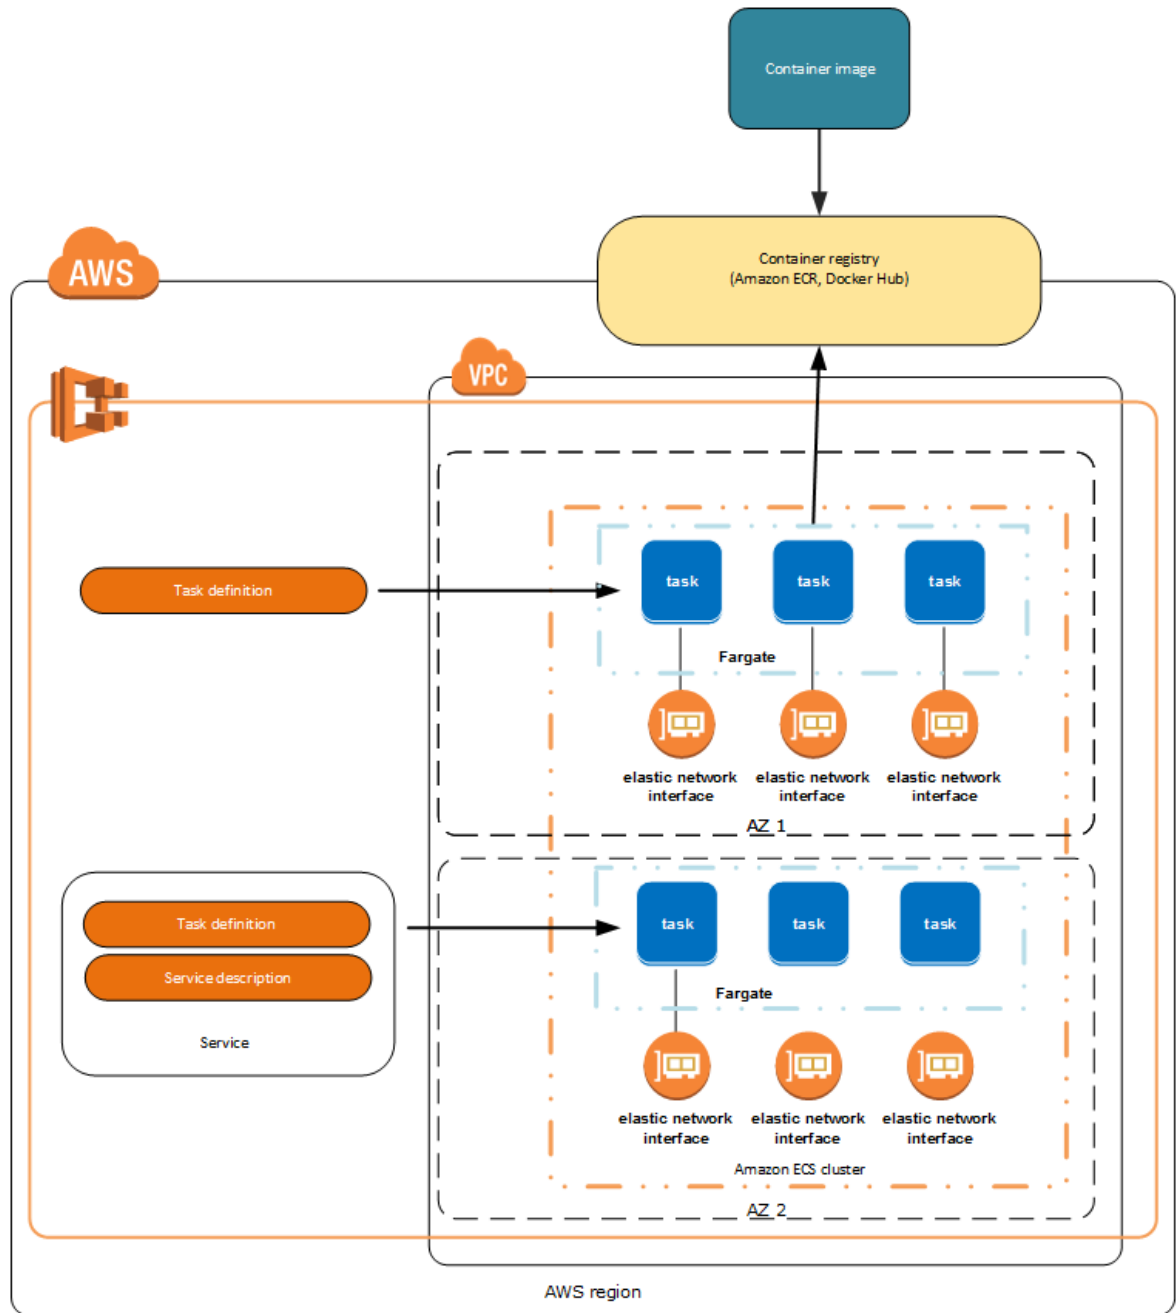 Container image
Container registry
(Amazon ECR, Docker Hub)
AWS
VPC
Task definition
task
task
task
Fargate
elastic network
interface
elastic network
interface
elastic network
interface
AZ 1
Task definition
Service description
Service
task
task
task
Fargate
elastic network
interface
elastic network
interface
elastic network
interface
Amazon ECS cluster
AZ 2
AWS region